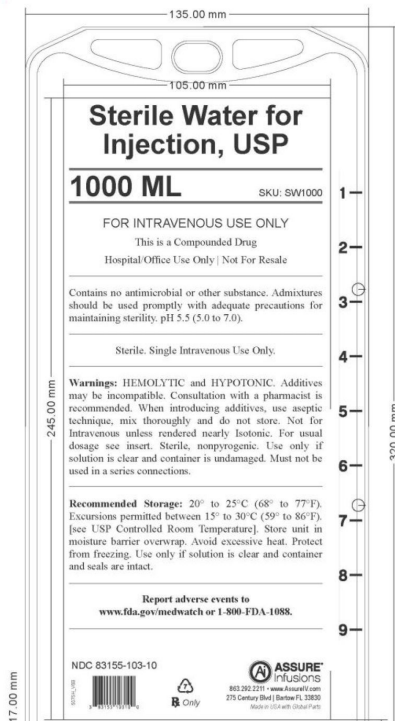 135.00 mm
105.00 mm
Sterile Water for
Injection, USP
1000 ML
SKU: SW1000
FOR INTRAVENOUS USE ONLY
This is a Compounded Drug
Hospital/Office Use Only | Not For Resale
Contains no antimicrobial or other substance. Admixtures
should be used promptly with adequate precautions for
maintaining sterility. pH 5.5 (5.0 to 7.0).
Sterile. Single Intravenous Use Only.
Warnings: HEMOLYTIC and HYPOTONIC. Additives
may be incompatible. Consultation with a pharmacist is
recommended. When introducing additives, use aseptic
technique, mix thoroughly and do not store. Not for
Intravenous unless rendered nearly Isotonic. For usual
dosage see insert. Sterile, nonpyrogenic. Use only if
solution is clear and container is undamaged. Must not be
used in a series connections.
Recommended Storage: 20° to 25°C (68° to 77°F).
Excursions permitted between 15° to 30°C (59° to 86°F).
[see USP Controlled Room Temperature]. Store unit in
moisture barrier overwrap. Avoid excessive heat. Protect
from freezing. Use only if solution is clear and container
and seals are intact.
Report adverse events to
www.fda.gov/medwatch or 1-800-FDA-1088.
NDC 83155-103-10
7
Rx Only
Ai ASSURE
Infusions
863.292.2211 • www.AssureIV.com
275 Century Blvd | Bartow FL 33830
Made in USA with Global Parts
1
2
3
4
5
6
7
8
9
245.00 mm
320.00 mm
17.00 mm